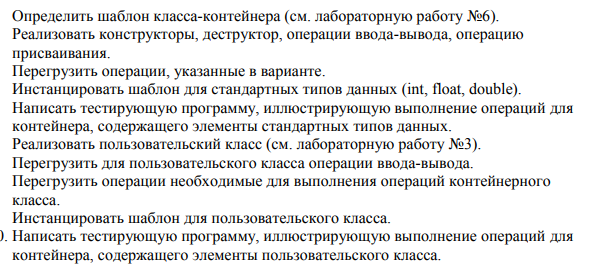 Определить шаблон класса-контейнера (см. лабораторную работу №6).
Реализовать конструкторы, деструктор, операции ввода-вывода, операцию
присваивания.
Перегрузить операции, указанные в варианте.
Инстанцировать шаблон для стандартных типов данных (int, float, double).
Написать тестирующую программу, иллюстрирующую выполнение операций для
контейнера, содержащего элементы стандартных типов данных.
Реализовать пользовательский класс (см. лабораторную работу №3).
Перегрузить для пользовательского класса операции ввода-вывода.
Перегрузить операции необходимые для выполнения операций контейнерного
класса.
Инстанцировать шаблон для пользовательского класса.
0. Написать тестирующую программу, иллюстрирующую выполнение операций для
контейнера, содержащего элементы пользовательского класса.